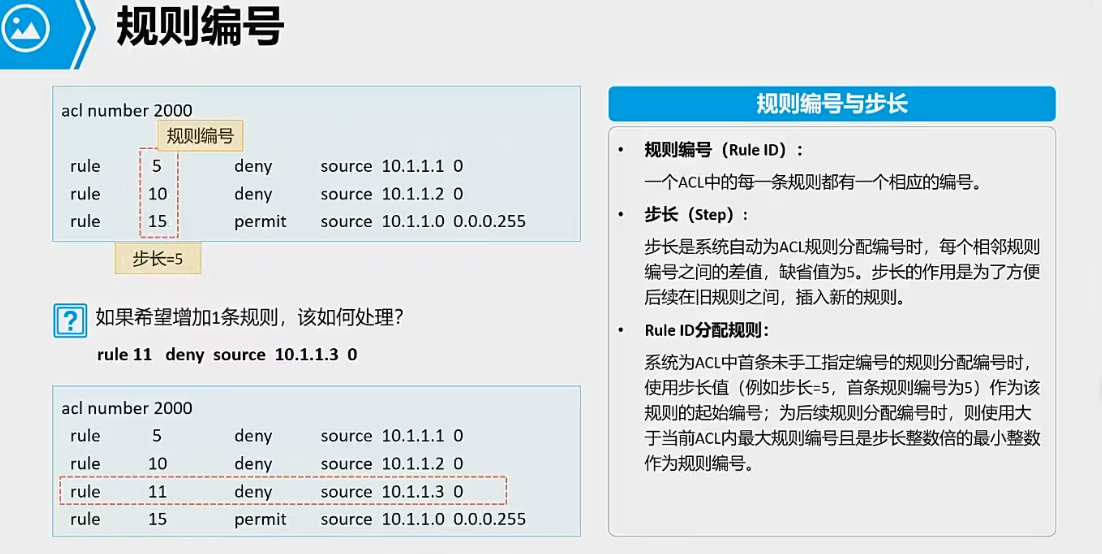 规则编号
acl number 2000
规则编号
rule 5 deny source 10.1.1.1 0
rule 10 deny source 10.1.1.2 0
rule 15 permit source 10.1.1.0 0.0.0.255
步长=5
? 如果希望增加1条规则，该如何处理？
rule 11 deny source 10.1.1.3 0
acl number 2000
rule 5 deny source 10.1.1.1 0
rule 10 deny source 10.1.1.2 0
rule 11 deny source 10.1.1.3 0
rule 15 permit source 10.1.1.0 0.0.0.255
规则编号与步长
• 规则编号（Rule ID）：
一个ACL中的每一条规则都有一个相应的编号。
• 步长（Step）:
步长是系统自动为ACL规则分配编号时，每个相邻规则
编号之间的差值，缺省值为5。步长的作用是为了方便
后续在旧规则之间，插入新的规则。
• Rule ID分配规则：
系统为ACL中首条未手工指定编号的规则分配编号时，
使用步长值（例如步长=5，首条规则编号为5）作为该
规则的起始编号；为后续规则分配编号时，则使用大
于当前ACL内最大规则编号且是步长整数倍的最小整数
作为规则编号。